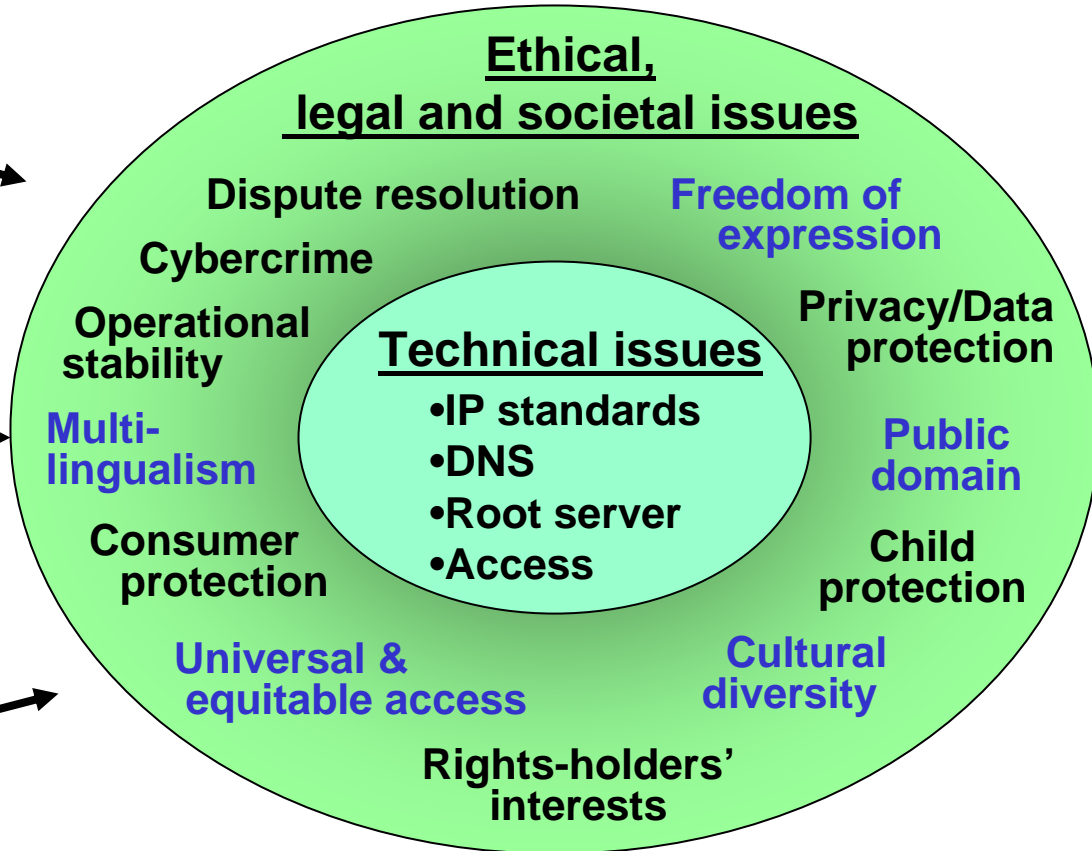 Ethical,
legal and societal issues
Dispute resolution
Freedom of
expression
Cybercrime
Privacy/Data
protection
Operational
stability
Technical issues
•IP standards
•DNS
•Root server
•Access
Multi-
lingualism
Public
domain
Consumer
protection
Child
protection
Universal &
equitable access
Cultural
diversity
Rights-holders’
interests